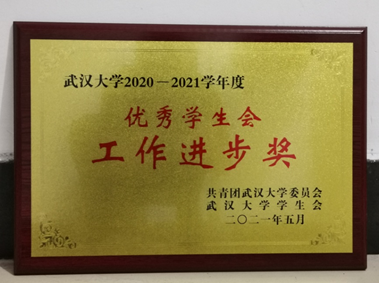 武汉大学2020—2021学年度
优秀学生会
工作进步奖
共青团武汉大学委员会
武汉大学学生会
二〇二一年五月